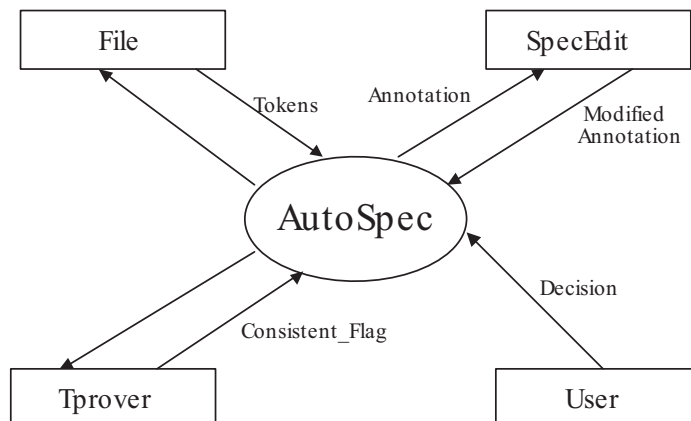 File
SpecEdit
Tokens
Annotation
Modified
Annotation
AutoSpec
Decision
Consistent_Flag
Tprover
User